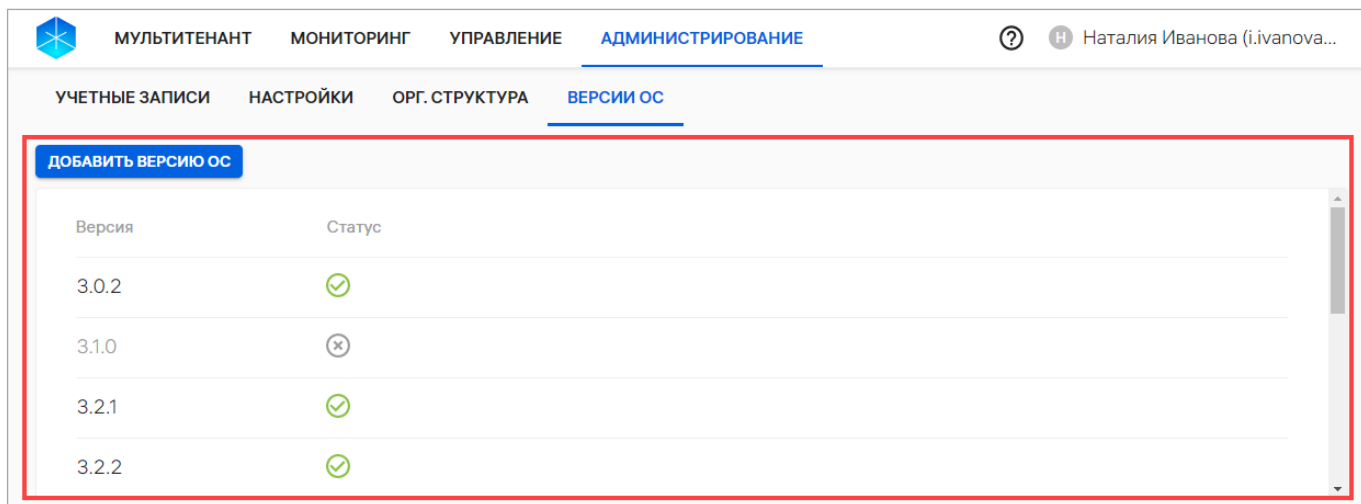 МУЛЬТИТЕНАНТ МОНИТОРИНГ УПРАВЛЕНИЕ АДМИНИСТРИРОВАНИЕ ? Н Наталия Иванова (i.ivanova...
УЧЕТНЫЕ ЗАПИСИ НАСТРОЙКИ ОРГ. СТРУКТУРА ВЕРСИИ ОС
ДОБАВИТЬ ВЕРСИЮ ОС
Версия Статус
3.0.2
3.1.0
3.2.1
3.2.2